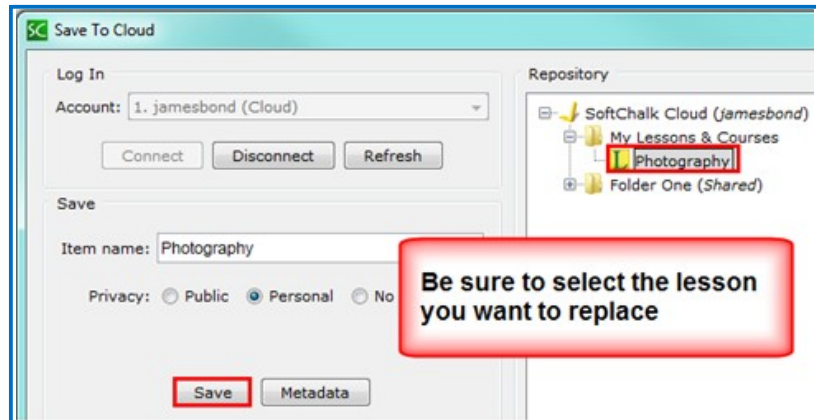 SC Save To Cloud
Log In
Account: 1. jamesbond (Cloud)
Connect Disconnect Refresh
Save
Item name: Photography
Privacy: Public Personal No
Save Metadata
Repository
SoftChalk Cloud (jamesbond)
My Lessons & Courses
L Photography
Folder One (Shared)
Be sure to select the lesson
you want to replace